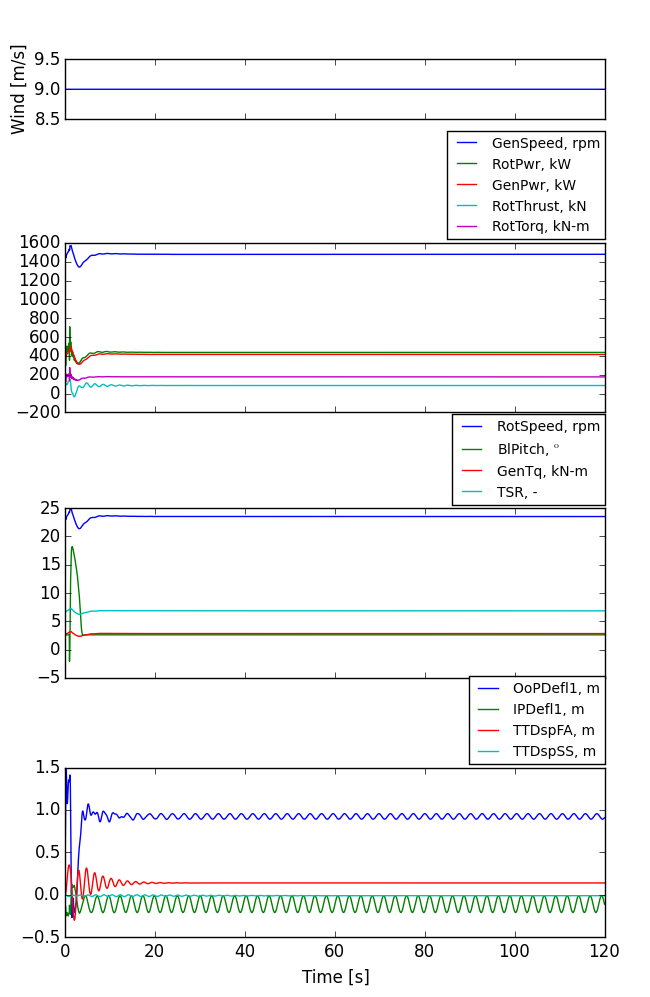 Wind [m/s]
9.5
9.0
8.5
GenSpeed, rpm
RotPwr, kW
GenPwr, kW
RotThrust, kN
RotTorq, kN-m
1600
1400
1200
1000
800
600
400
200
0
−200
RotSpeed, rpm
BlPitch, °
GenTq, kN-m
TSR, -
25
20
15
10
5
0
−5
OoPDefl1, m
IPDefl1, m
TTDspFA, m
TTDspSS, m
1.5
1.0
0.5
0.0
−0.5
0 20 40 60 80 100 120
Time [s]